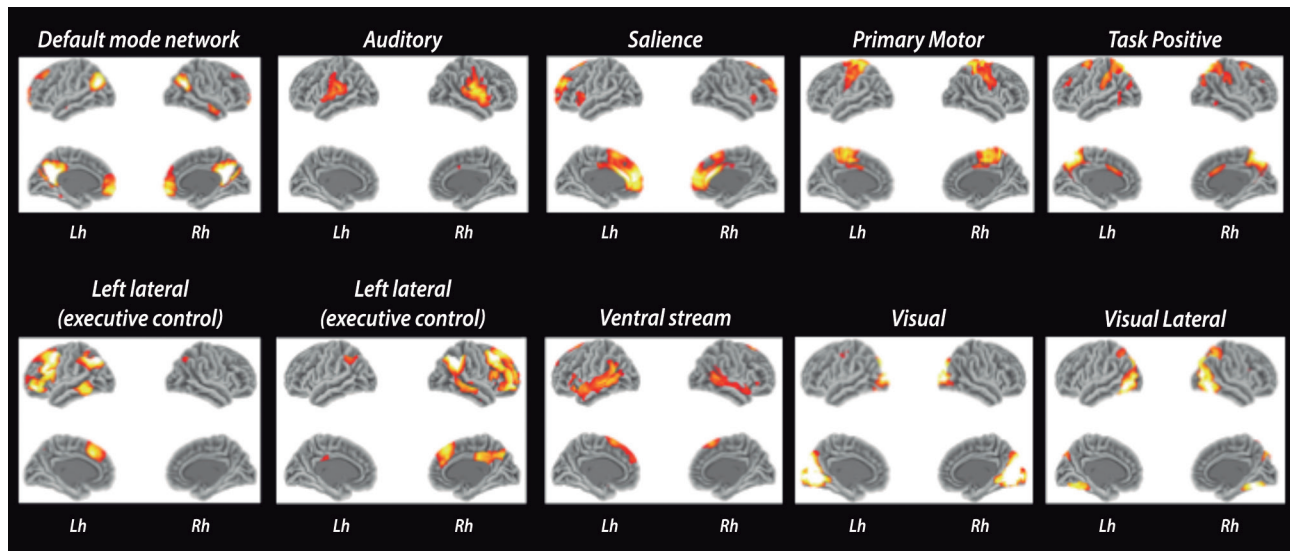 Default mode network
Auditory
Salience
Primary Motor
Task Positive
Lh
Rh
Lh
Rh
Lh
Rh
Lh
Rh
Lh
Rh
Left lateral
(executive control)
Left lateral
(executive control)
Ventral stream
Visual
Visual Lateral
Lh
Rh
Lh
Rh
Lh
Rh
Lh
Rh
Lh
Rh